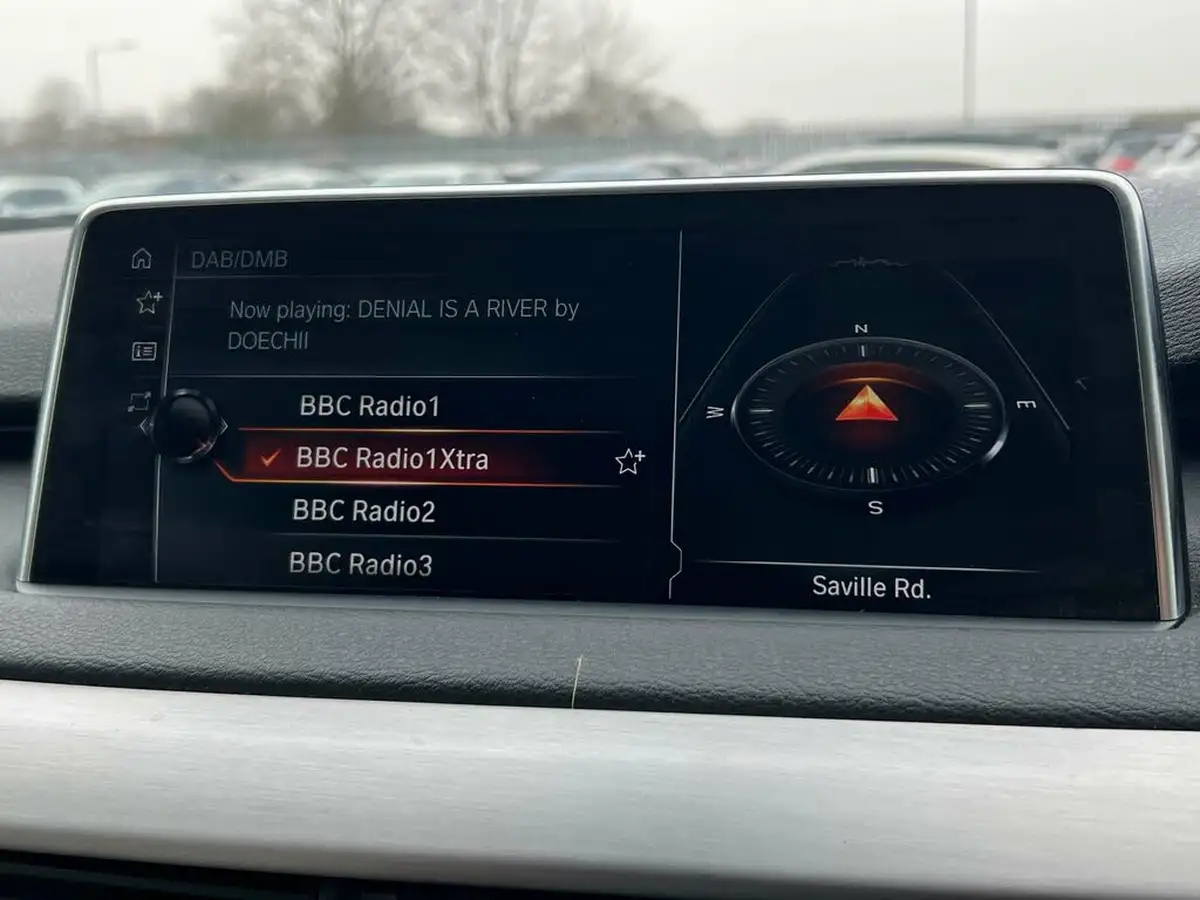 DAB/DMB
Now playing: DENIAL IS A RIVER by
DOECHII
BBC Radio1
BBC Radio1Xtra
BBC Radio2
BBC Radio3
N
W
E
S
Saville Rd.